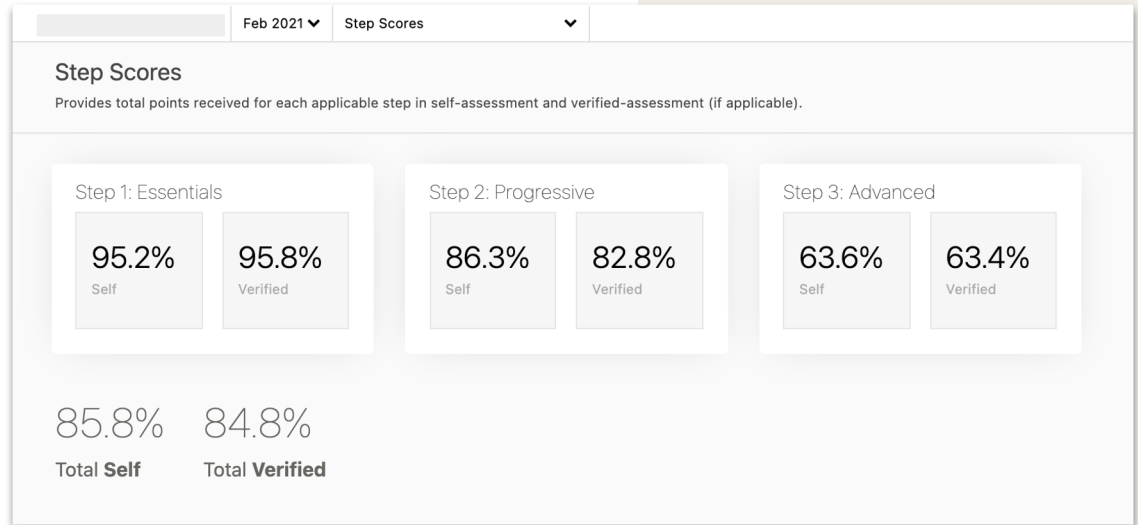 Feb 2021 Step Scores
Step Scores
Provides total points received for each applicable step in self-assessment and verified-assessment (if applicable).
Step 1: Essentials
95.2% 95.8%
Self Verified
Step 2: Progressive
86.3% 82.8%
Self Verified
Step 3: Advanced
63.6% 63.4%
Self Verified
85.8% 84.8%
Total Self Total Verified